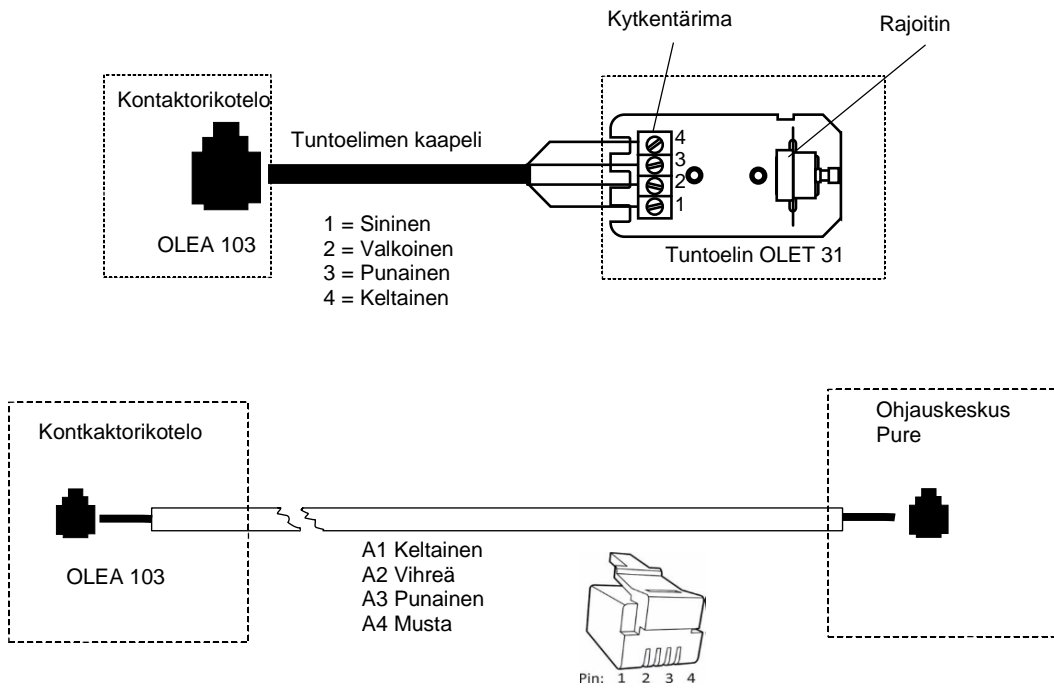 Kytkentärima
Rajoitin
Kontaktorikotelo
Tuntoelimen kaapeli
4
3
2
1
OLEA 103
1 = Sininen
2 = Valkoinen
3 = Punainen
4 = Keltainen
Tuntoelin OLET 31
Kontkaktorikotelo
Ohjauskeskus
Pure
OLEA 103
A1 Keltainen
A2 Vihreä
A3 Punainen
A4 Musta
Pin: 1 2 3 4